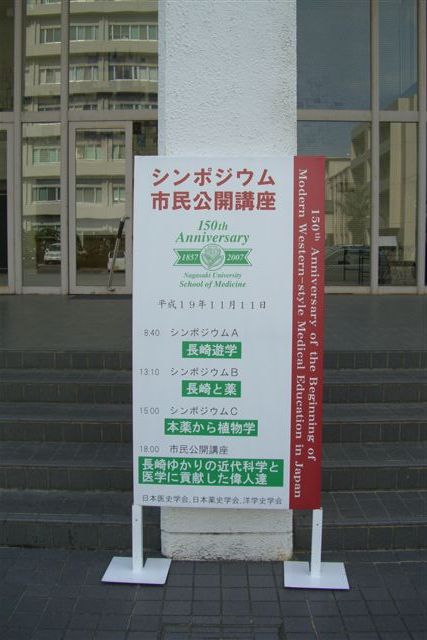 シンポジウム
市民公開講座
150th
Anniversary
1857 2007
Nagasaki University
School of Medicine
平成19年11月11日
8:40 シンポジウムA
長崎遊学
13:10 シンポジウムB
長崎と薬
15:00 シンポジウムC
本薬から植物学
18:00 市民公開講座
長崎ゆかりの近代科学と
医学に貢献した偉人達
日本医史学会,日本薬史学会,洋学史学会
150th Anniversary of the Beginning of
Modern Western-style Medical Education in Japan